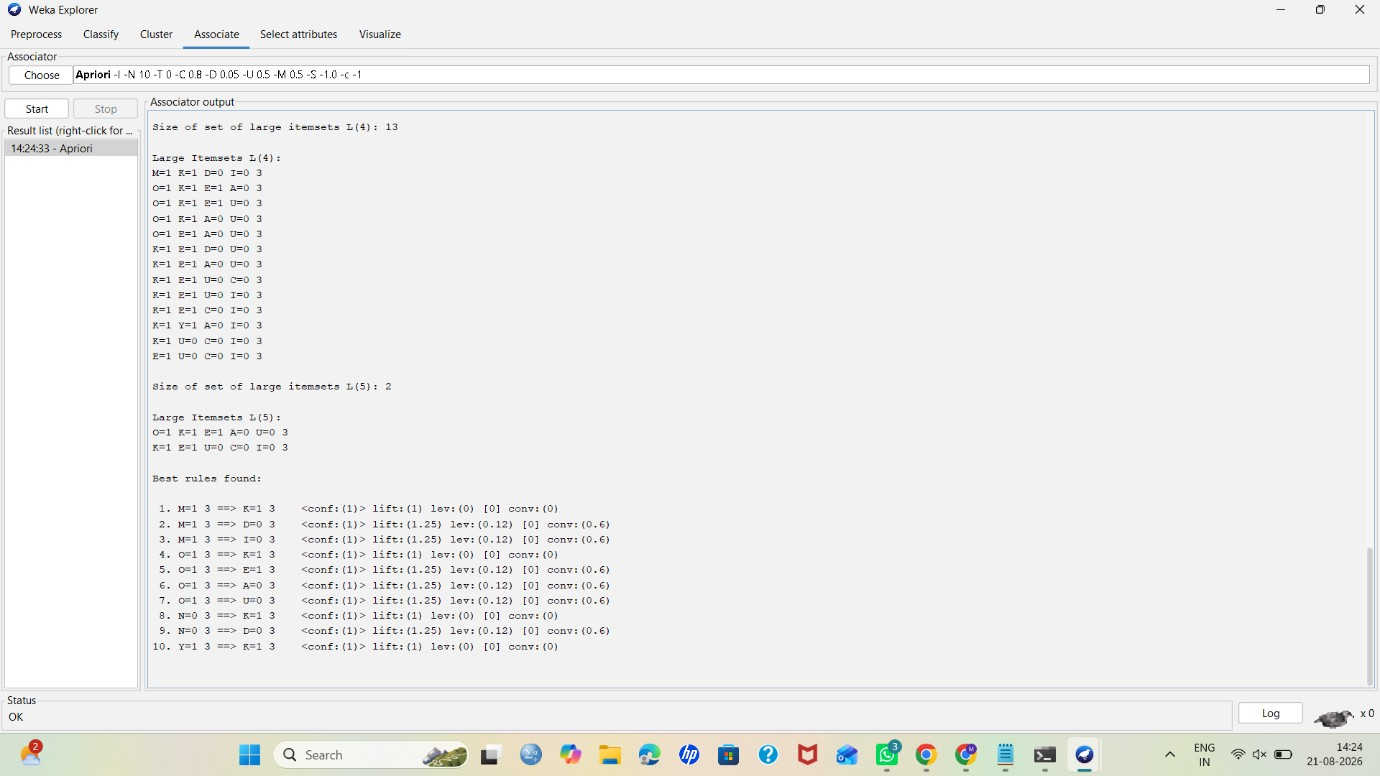 Weka Explorer
Preprocess Classify Cluster Associate Select attributes Visualize
Associator
Choose Apriori -I -N 10 -T 0 -C 0.8 -D 0.05 -U 0.5 -M 0.5 -S -1.0 -c -1
Start Stop
Result list (right-click for ...
14:24:33 - Apriori
Associator output
Size of set of large itemsets L(4): 13
Large Itemsets L(4):
M=1 K=1 D=0 I=0 3
O=1 K=1 E=1 A=0 3
O=1 K=1 E=1 U=0 3
O=1 K=1 A=0 U=0 3
O=1 E=1 A=0 U=0 3
K=1 E=1 D=0 U=0 3
K=1 E=1 A=0 U=0 3
K=1 E=1 U=0 C=0 3
K=1 E=1 U=0 I=0 3
K=1 E=1 C=0 I=0 3
K=1 Y=1 A=0 I=0 3
K=1 U=0 C=0 I=0 3
E=1 U=0 C=0 I=0 3
Size of set of large itemsets L(5): 2
Large Itemsets L(5):
O=1 K=1 E=1 A=0 U=0 3
K=1 E=1 U=0 C=0 I=0 3
Best rules found:
1. M=1 3 ==> K=1 3 <conf:(1)> lift:(1) lev:(0) [0] conv:(0)
2. M=1 3 ==> D=0 3 <conf:(1)> lift:(1.25) lev:(0.12) [0] conv:(0.6)
3. M=1 3 ==> I=0 3 <conf:(1)> lift:(1.25) lev:(0.12) [0] conv:(0.6)
4. O=1 3 ==> K=1 3 <conf:(1)> lift:(1) lev:(0) [0] conv:(0)
5. O=1 3 ==> E=1 3 <conf:(1)> lift:(1.25) lev:(0.12) [0] conv:(0.6)
6. O=1 3 ==> A=0 3 <conf:(1)> lift:(1.25) lev:(0.12) [0] conv:(0.6)
7. O=1 3 ==> U=0 3 <conf:(1)> lift:(1.25) lev:(0.12) [0] conv:(0.6)
8. N=0 3 ==> K=1 3 <conf:(1)> lift:(1) lev:(0) [0] conv:(0)
9. N=0 3 ==> D=0 3 <conf:(1)> lift:(1.25) lev:(0.12) [0] conv:(0.6)
10. Y=1 3 ==> K=1 3 <conf:(1)> lift:(1) lev:(0) [0] conv:(0)
Status
OK
Log x 0
2 Search hp 3 M ENG 14:24
IN 21-08-2026